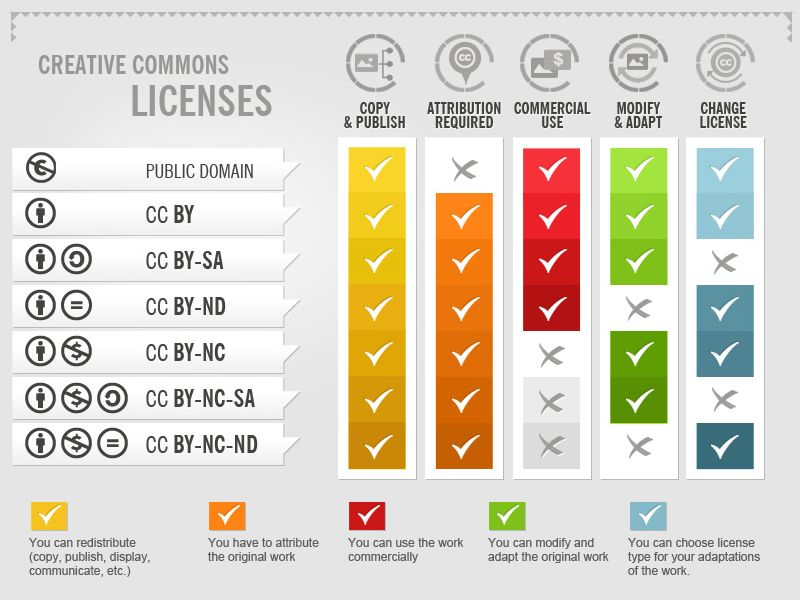 CREATIVE COMMONS
LICENSES
COPY
& PUBLISH
ATTRIBUTION
REQUIRED
COMMERCIAL
USE
MODIFY
& ADAPT
CHANGE
LICENSE
PUBLIC DOMAIN
CC BY
CC BY-SA
CC BY-ND
CC BY-NC
CC BY-NC-SA
CC BY-NC-ND
You can redistribute
(copy, publish, display,
communicate, etc.)
You have to attribute
the original work
You can use the work
commercially
You can modify and
adapt the original work
You can choose license
type for your adaptations
of the work.